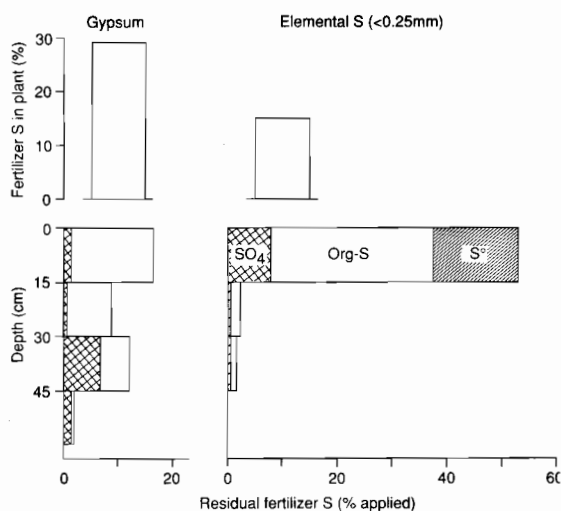 Gypsum
Elemental S (<0.25mm)
Fertilizer S in plant (%)
30
20
10
0
Depth (cm)
0
15
30
45
SO4
Org-S
S°
0
20
0
20
40
60
Residual fertilizer S (% applied)